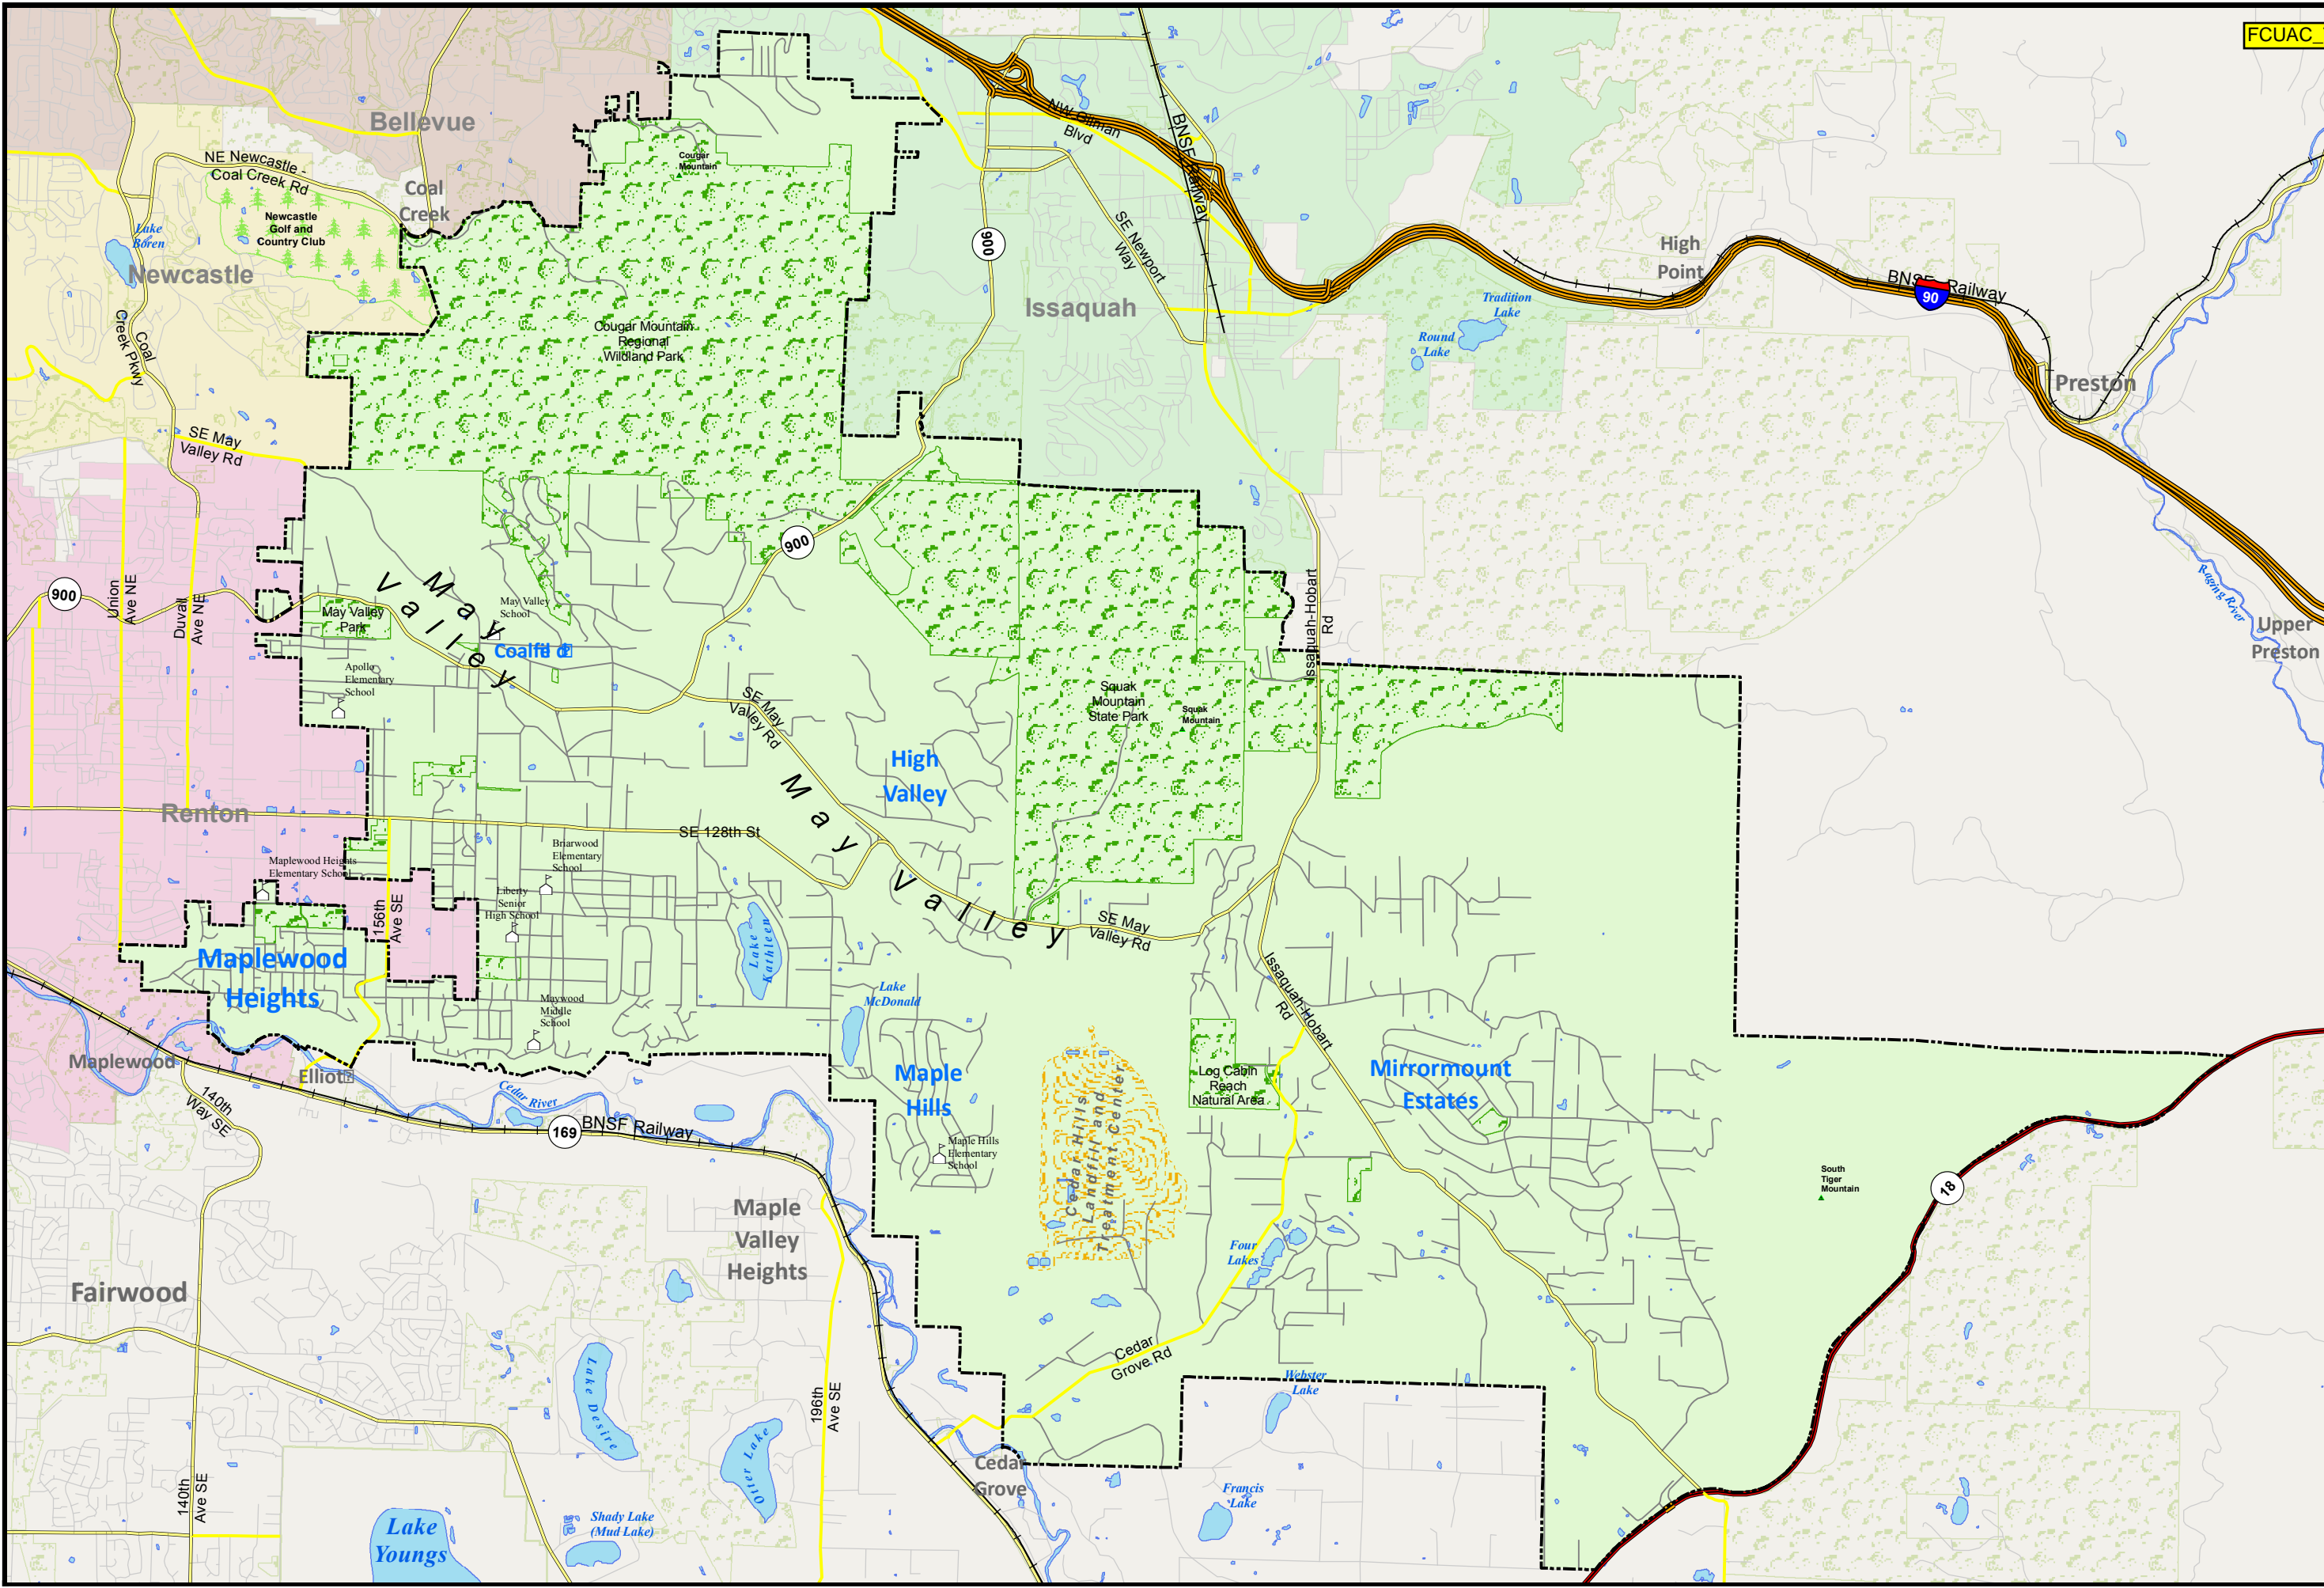 FCUAC_
Bellevue
NW Gilman
Blvd
BNSF Railway
Cougar
Mountain
NE Newcastle -
Coal Creek Rd
Coal
Creek
Newcastle
Golf and
Country Club
Lake
Boren
Newcastle
SE Newport
Way
900
High
Point
BNSF Railway
90
Tradition
Lake
Round
Lake
Issaquah
Cougar Mountain
Regional
Wildland Park
Coal
Creek Pkwy
Preston
SE May
Valley Rd
900
900
Union
Ave NE
Duvall
Ave NE
May
Valley
May Valley
Park
May Valley
School
Issaquah-Hobart
Rd
Raging River
Upper
Preston
Apollo
Elementary
School
Squak
Mountain
State Park
Squak
Mountain
SE May
Valley Rd
High
Valley
May
Valley
Renton
SE 128th St
Maplewood Heights
Elementary School
Briarwood
Elementary
School
Liberty
Senior
High School
156th
Ave SE
Lake
Kathleen
SE May
Valley Rd
Maplewood
Heights
Issaquah-Hobart
Rd
Lake
McDonald
Maywood
Middle
School
Maplewood
Elliot
Cedar River
140th
Way SE
169
BNSF Railway
Maple
Hills
Maple Hills
Elementary
School
Cedar Hills
Landfill and
Treatment Center
Log Cabin
Reach
Natural Area
Mirrormount
Estates
South
Tiger
Mountain
18
Maple
Valley
Heights
Four
Lakes
Fairwood
Cedar
Grove Rd
Webster
Lake
Lake Desire
196th
Ave SE
Otter Lake
Cedar
Grove
Francis
Lake
140th
Ave SE
Lake
Youngs
Shady Lake
(Mud Lake)